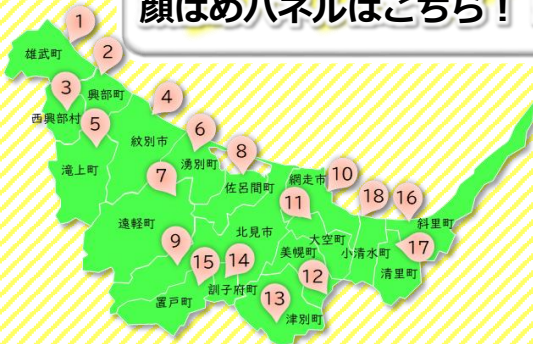 顔はめパネルはこちら！
1
雄武町
2
3
興部町
4
西興部村
5
紋別市
6
湧別町
8
滝上町
7
佐呂間町
網走市
10
11
18
16
遠軽町
斜里町
9
北見市
大空町
美幌町
小清水町
17
15
14
清里町
12
置戸町
訓子府町
13
津別町